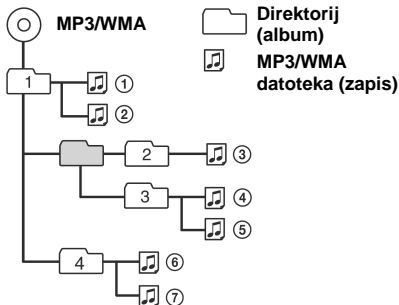 MP3/WMA
Direktorij
(album)
MP3/WMA
datoteka (zapis)
1
①
②
2
③
3
④
⑤
4
⑥
⑦